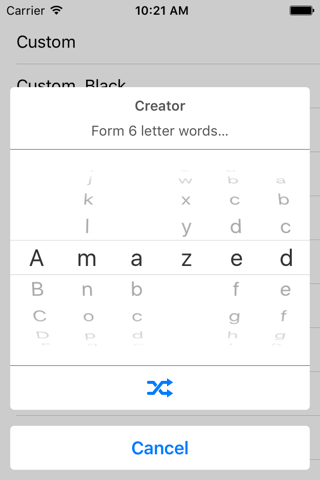 Carrier 10:21 AM
Custom
Custom, Black
Creator
Form 6 letter words...
j w b a
k x c b
l y d c
A m a z e d
B n b f e
C o c g f
D p d h g
Cancel